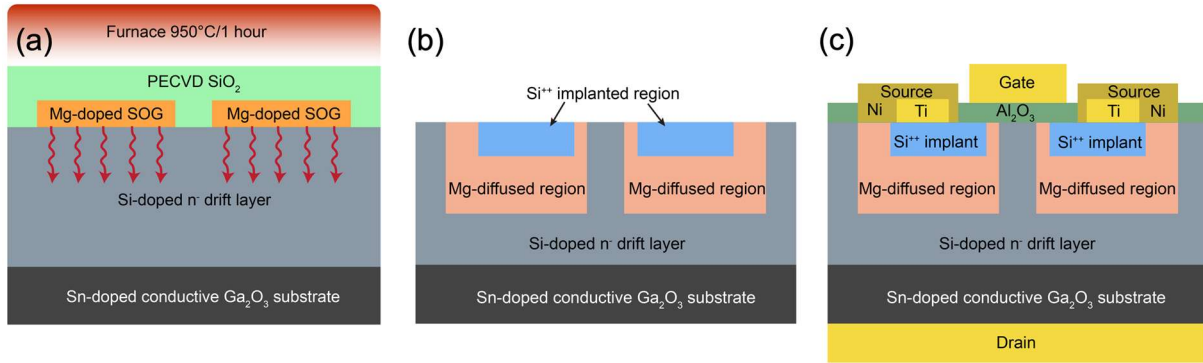 (a)
Furnace 950°C/1 hour
PECVD SiO₂
Mg-doped SOG Mg-doped SOG
Si-doped n⁻ drift layer
Sn-doped conductive Ga₂O₃ substrate
(b)
Si⁺⁺ implanted region
Mg-diffused region Mg-diffused region
Si-doped n⁻ drift layer
Sn-doped conductive Ga₂O₃ substrate
(c)
Gate
Source Source
Ni Ti Al₂O₃ Ti Ni
Si⁺⁺ implant Si⁺⁺ implant
Mg-diffused region Mg-diffused region
Si-doped n⁻ drift layer
Sn-doped conductive Ga₂O₃ substrate
Drain